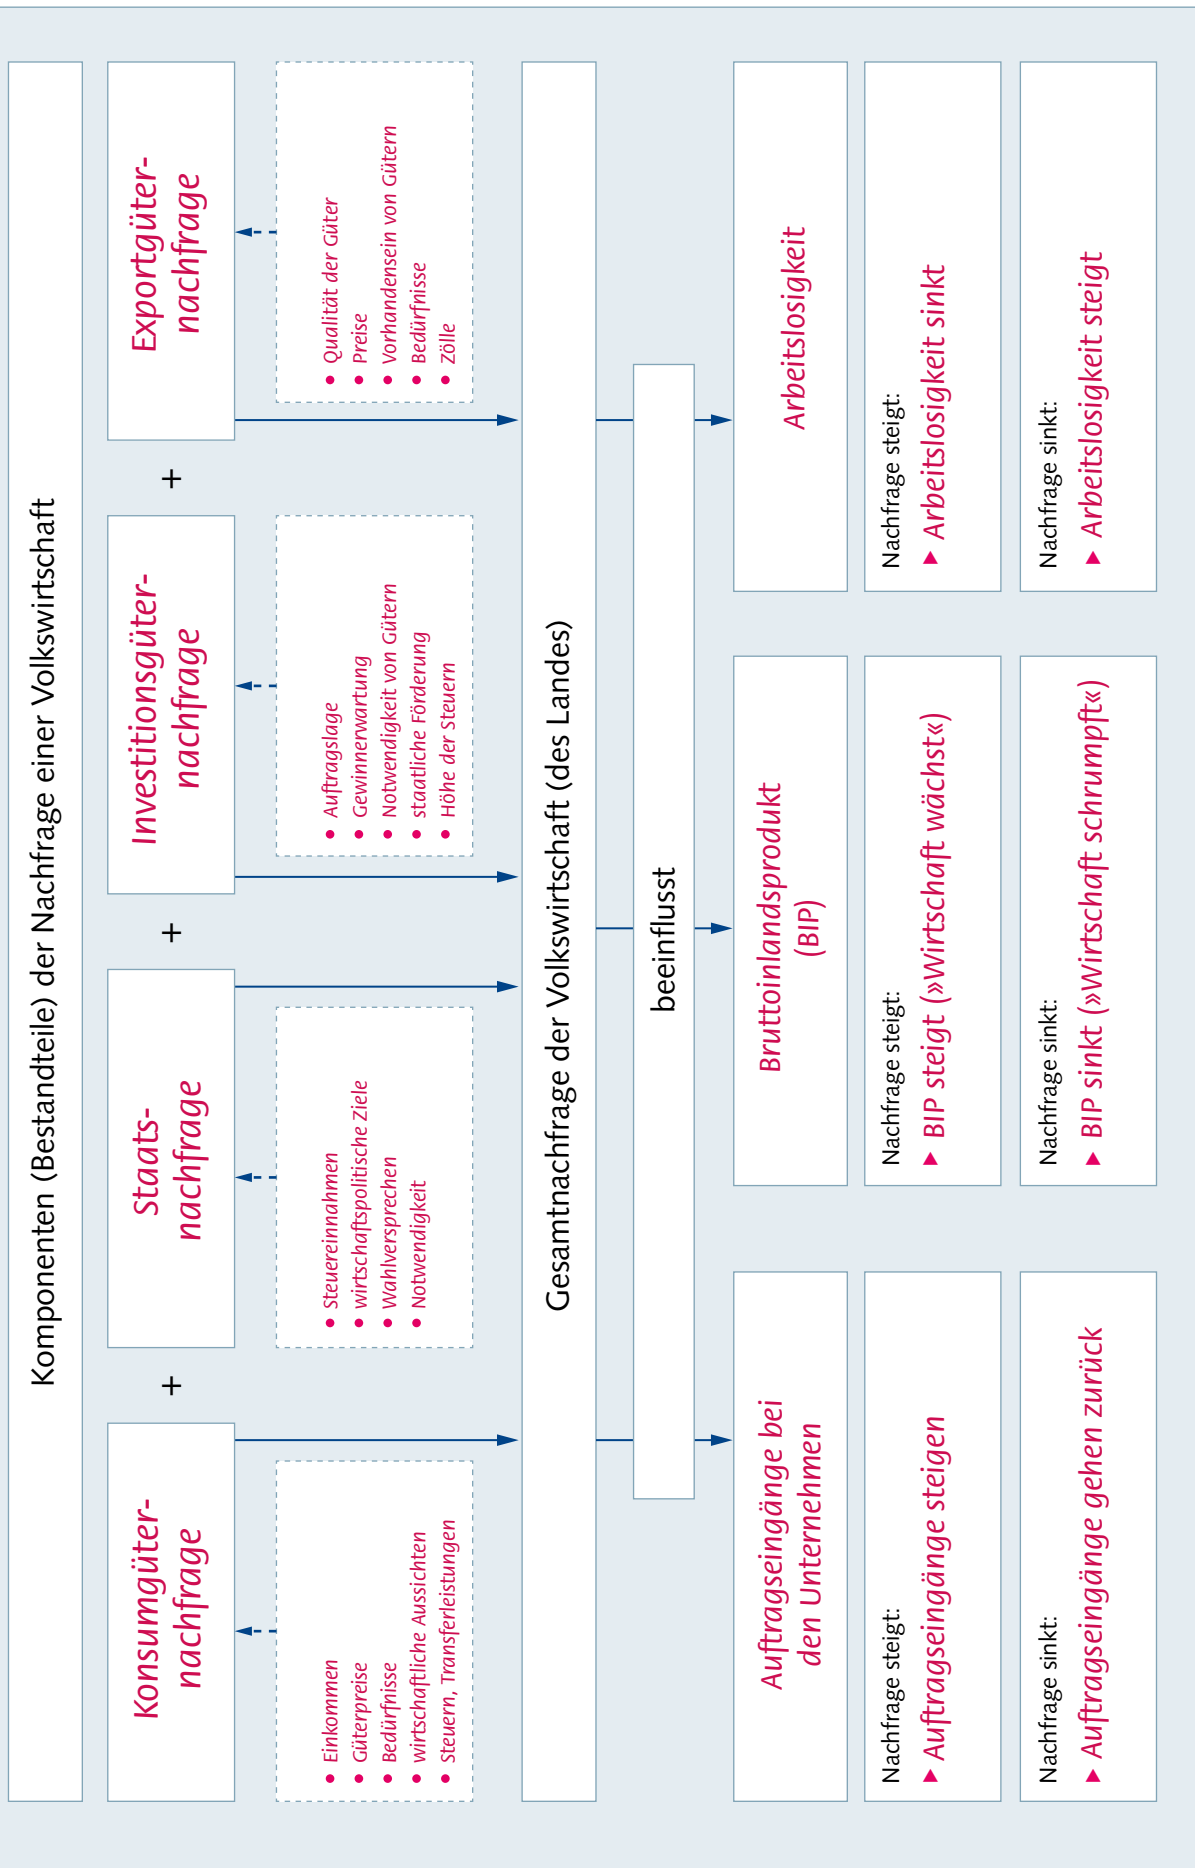 Komponenten (Bestandteile) der Nachfrage einer Volkswirtschaft
Konsumgüter-
nachfrage
+
Staats-
nachfrage
+
Investitionsgüter-
nachfrage
+
Exportgüter-
nachfrage
• Einkommen
• Güterpreise
• Bedürfnisse
• wirtschaftliche Aussichten
• Steuern, Transferleistungen
• Steuereinnahmen
• wirtschaftspolitische Ziele
• Wahlversprechen
• Notwendigkeit
• Auftragslage
• Gewinnerwartung
• Notwendigkeit von Gütern
• staatliche Förderung
• Höhe der Steuern
• Qualität der Güter
• Preise
• Vorhandensein von Gütern
• Bedürfnisse
• Zölle
Gesamtnachfrage der Volkswirtschaft (des Landes)
beeinflusst
Auftragseingänge bei
den Unternehmen
Nachfrage steigt:
▶ Auftragseingänge steigen
Nachfrage sinkt:
▶ Auftragseingänge gehen zurück
Bruttoinlandsprodukt
(BIP)
Nachfrage steigt:
▶ BIP steigt (»Wirtschaft wächst«)
Nachfrage sinkt:
▶ BIP sinkt (»Wirtschaft schrumpft«)
Arbeitslosigkeit
Nachfrage steigt:
▶ Arbeitslosigkeit sinkt
Nachfrage sinkt:
▶ Arbeitslosigkeit steigt